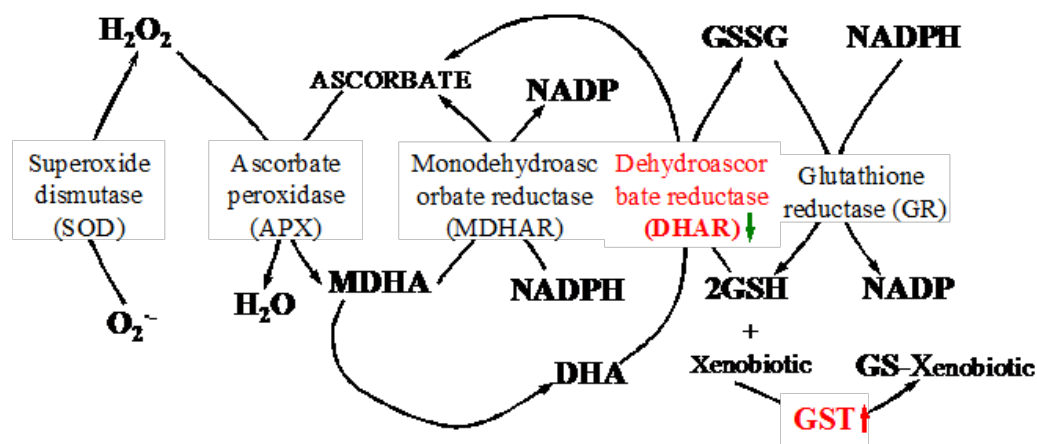 H₂O₂
GSSG
NADPH
ASCORBATE
NADP
Superoxide
dismutase
(SOD)
Ascorbate
peroxidase
(APX)
Monodehydroasc
orbate reductase
(MDHAR)
Dehydroascor
bate reductase
(DHAR)
Glutathione
reductase (GR)
MDHA
H₂O
NADPH
2GSH
NADP
O₂·−
+
Xenobiotic
DHA
GS–Xenobiotic
GST